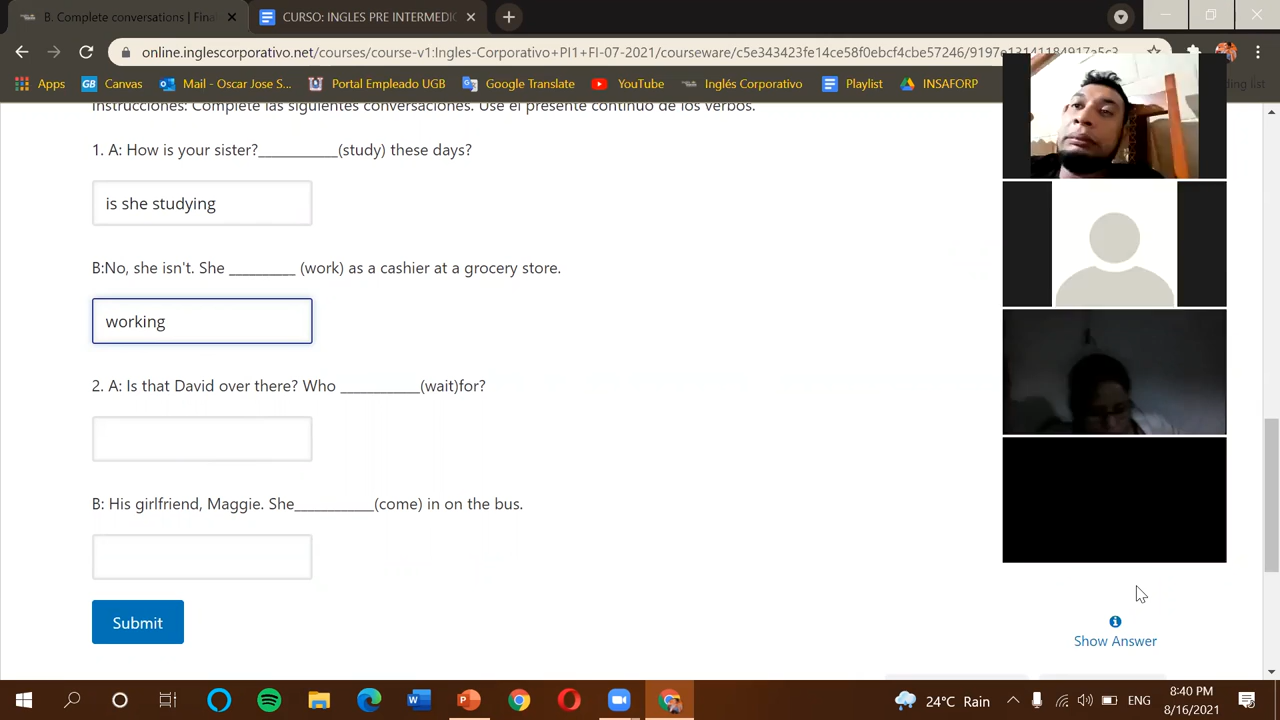 B. Complete conversations | Fina
CURSO: INGLES PRE INTERMEDI
online.inglescorporativo.net/courses/course-v1:Ingles-Corporativo+PI1+FI-07-2021/courseware/c5e343423fe14ce58f0ebcf4cbe57246/
Apps Canvas Mail - Oscar Jose S... Portal Empleado UGB Google Translate YouTube Inglés Corporativo Playlist INSAFORP ding list
Instrucciones: Complete las siguientes conversaciones. Use el presente continuo de los verbos.
1. A: How is your sister?__________(study) these days?
is she studying
B:No, she isn't. She _________ (work) as a cashier at a grocery store.
working
2. A: Is that David over there? Who __________(wait)for?
B: His girlfriend, Maggie. She__________(come) in on the bus.
Submit
Show Answer
24°C Rain ENG
8:40 PM
8/16/2021